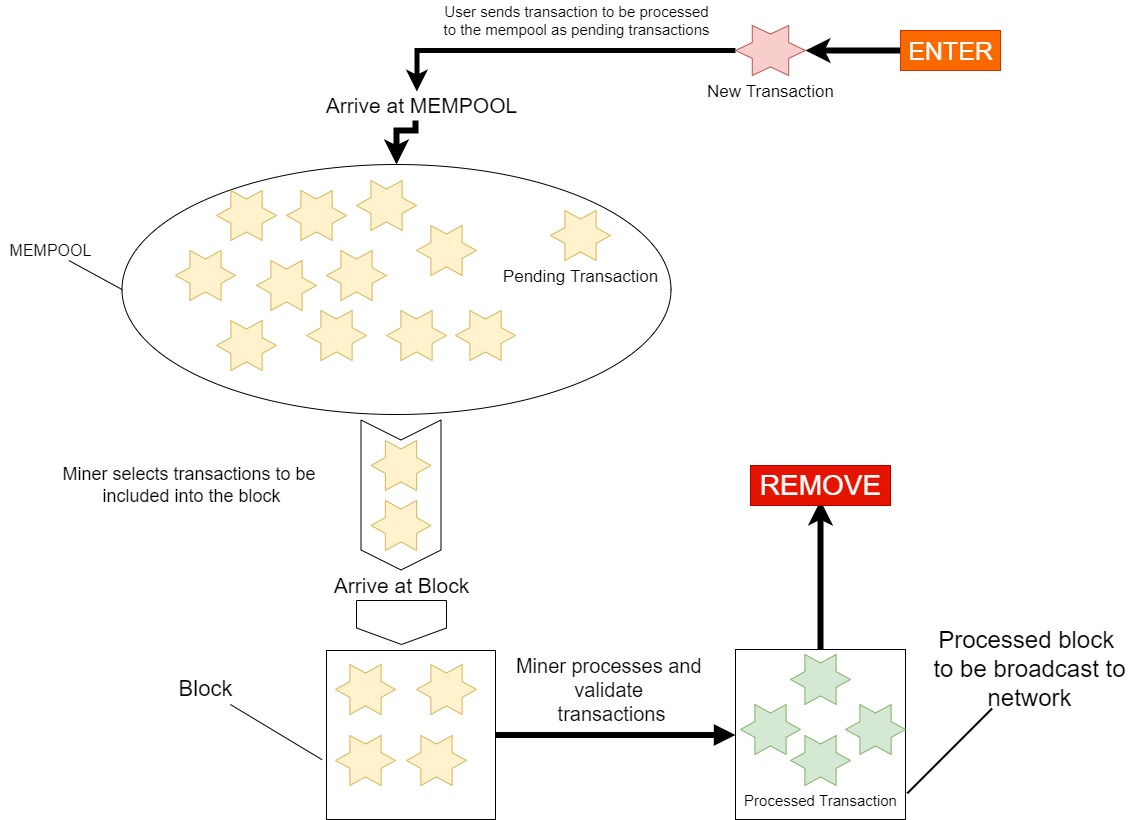 User sends transaction to be processed
to the mempool as pending transactions
ENTER
New Transaction
Arrive at MEMPOOL
MEMPOOL
Pending Transaction
Miner selects transactions to be
included into the block
REMOVE
Arrive at Block
Processed block
to be broadcast to
network
Miner processes and
validate
transactions
Block
Processed Transaction